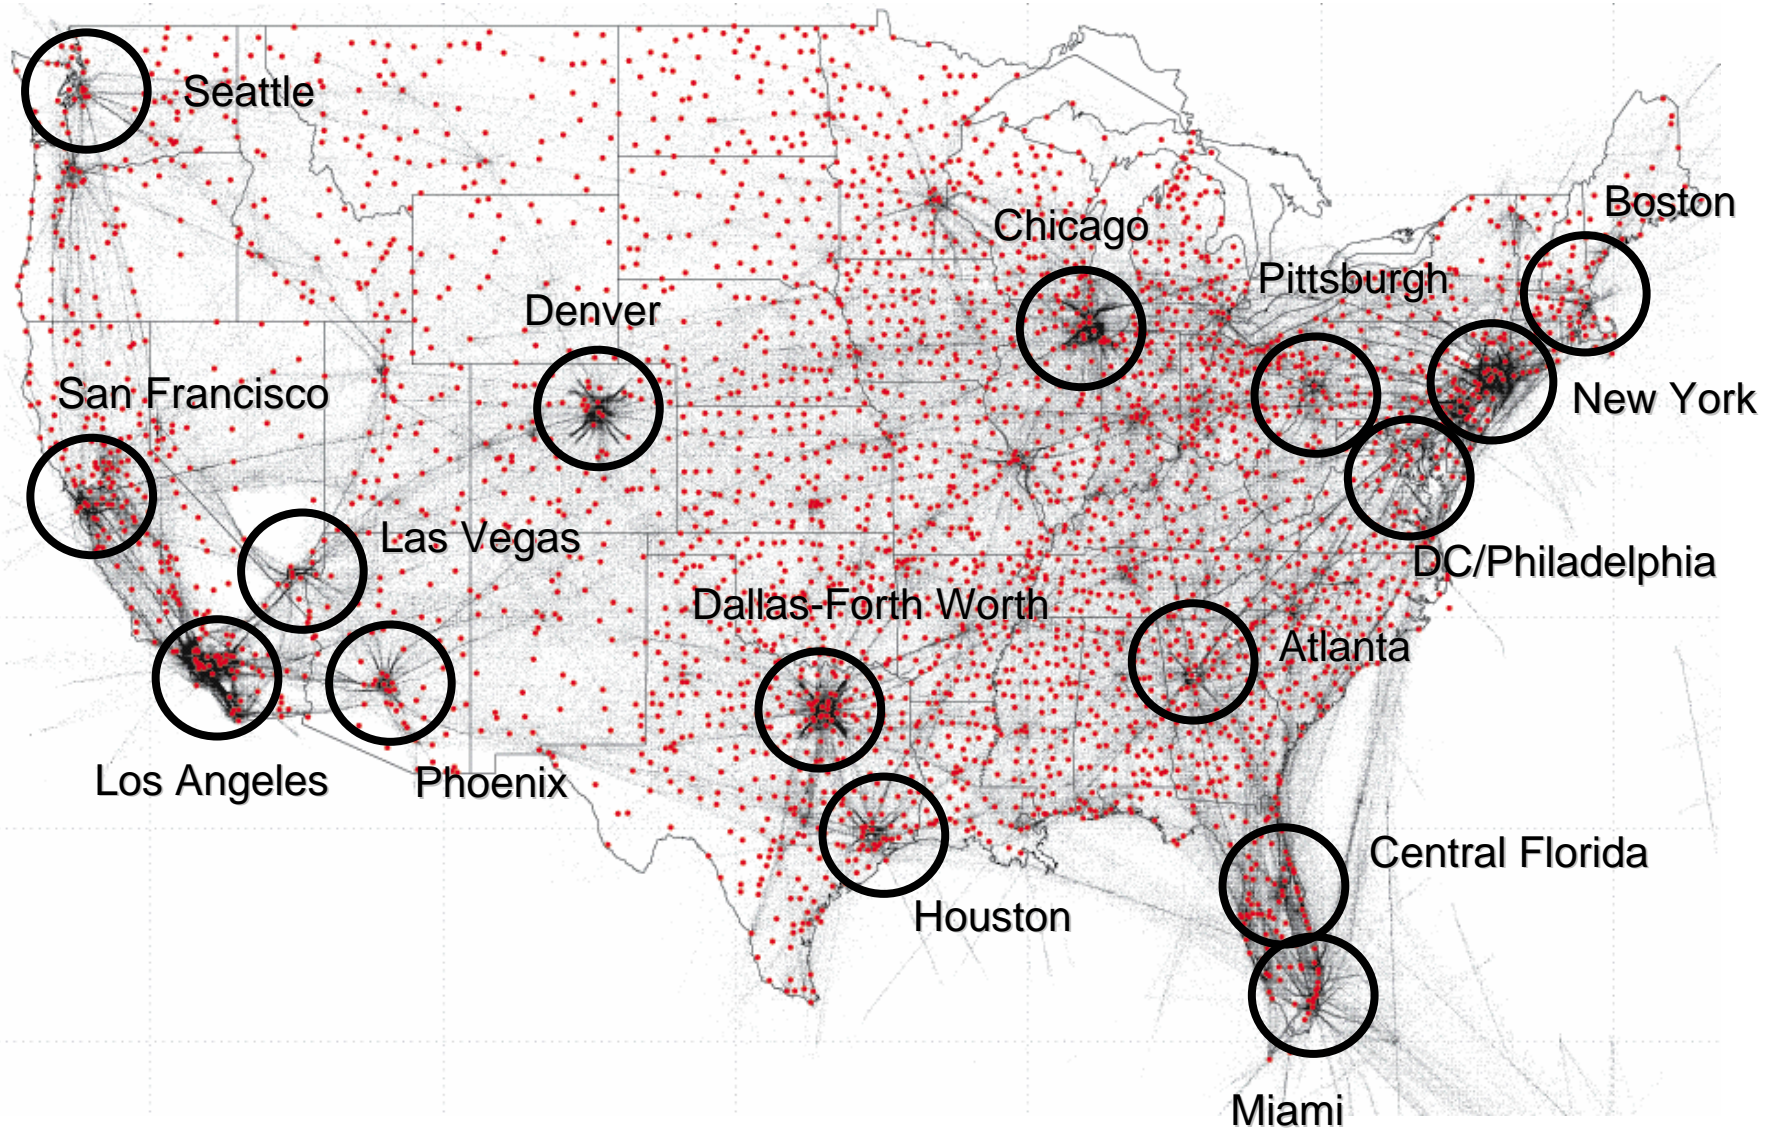 Seattle
Boston
Chicago
Pittsburgh
Denver
San Francisco
New York
Las Vegas
DC/Philadelphia
Dallas-Forth Worth
Atlanta
Los Angeles
Phoenix
Central Florida
Houston
Miami